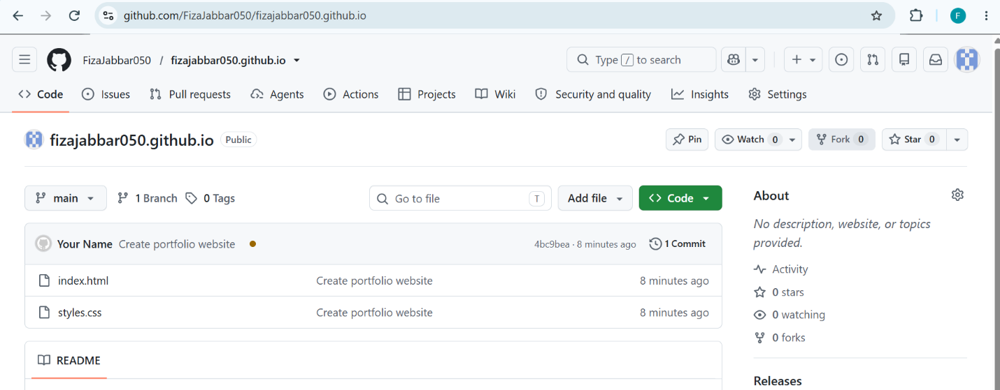 github.com/FizaJabbar050/fizajabbar050.github.io
F
FizaJabbar050 / fizajabbar050.github.io
Type / to search
Code Issues Pull requests Agents Actions Projects Wiki Security and quality Insights Settings
fizajabbar050.github.io Public
Pin Watch 0 Fork 0 Star 0
main 1 Branch 0 Tags Go to file T Add file Code
Your Name Create portfolio website 4bc9bea · 8 minutes ago 1 Commit
index.html Create portfolio website 8 minutes ago
styles.css Create portfolio website 8 minutes ago
README
About
No description, website, or topics
provided.
Activity
0 stars
0 watching
0 forks
Releases